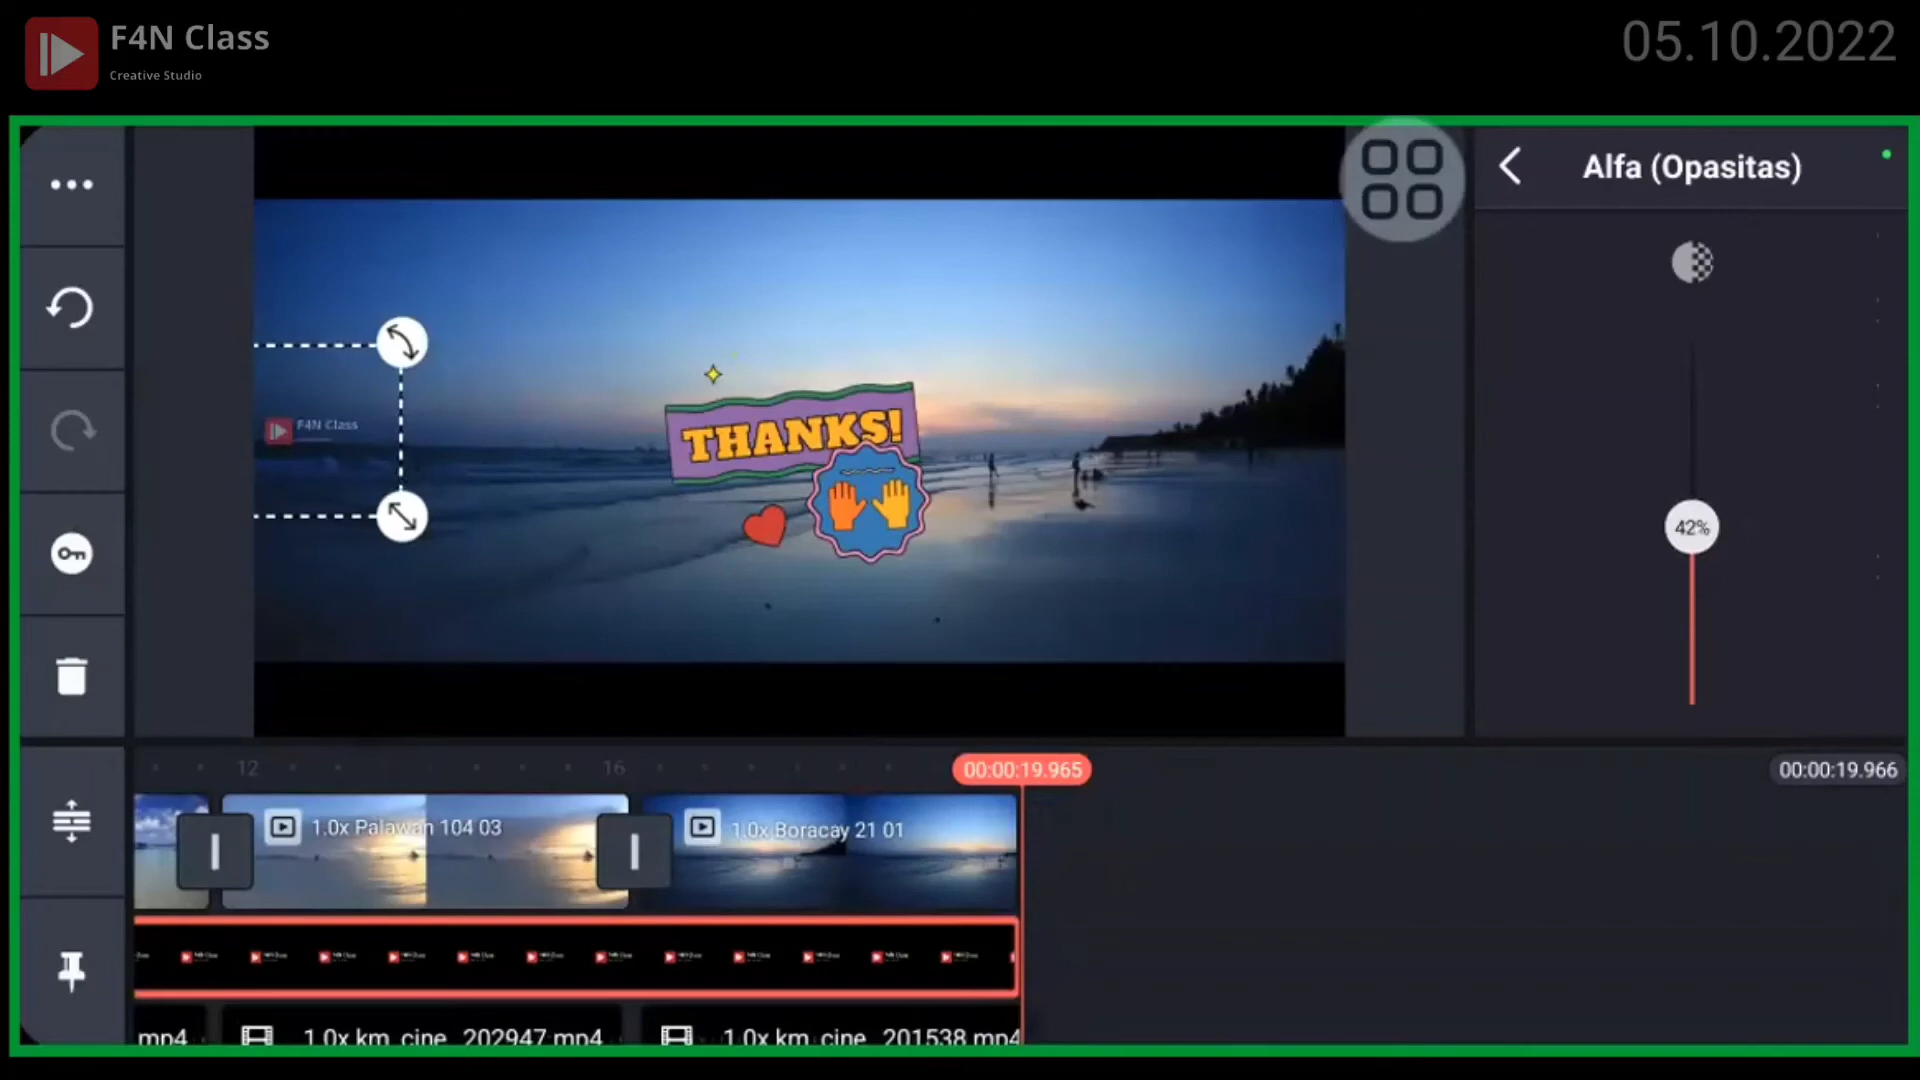 F4N Class
Creative Studio
05.10.2022
Alfa (Opasitas)
F4N Class
THANKS!
42%
12
16
00:00:19.965
00:00:19.966
1.0x Palawan 104 03
1.0x Boracay 21 01
mp4
1.0x km_cine_202947.mp4
1.0x km_cine_201538.mp4